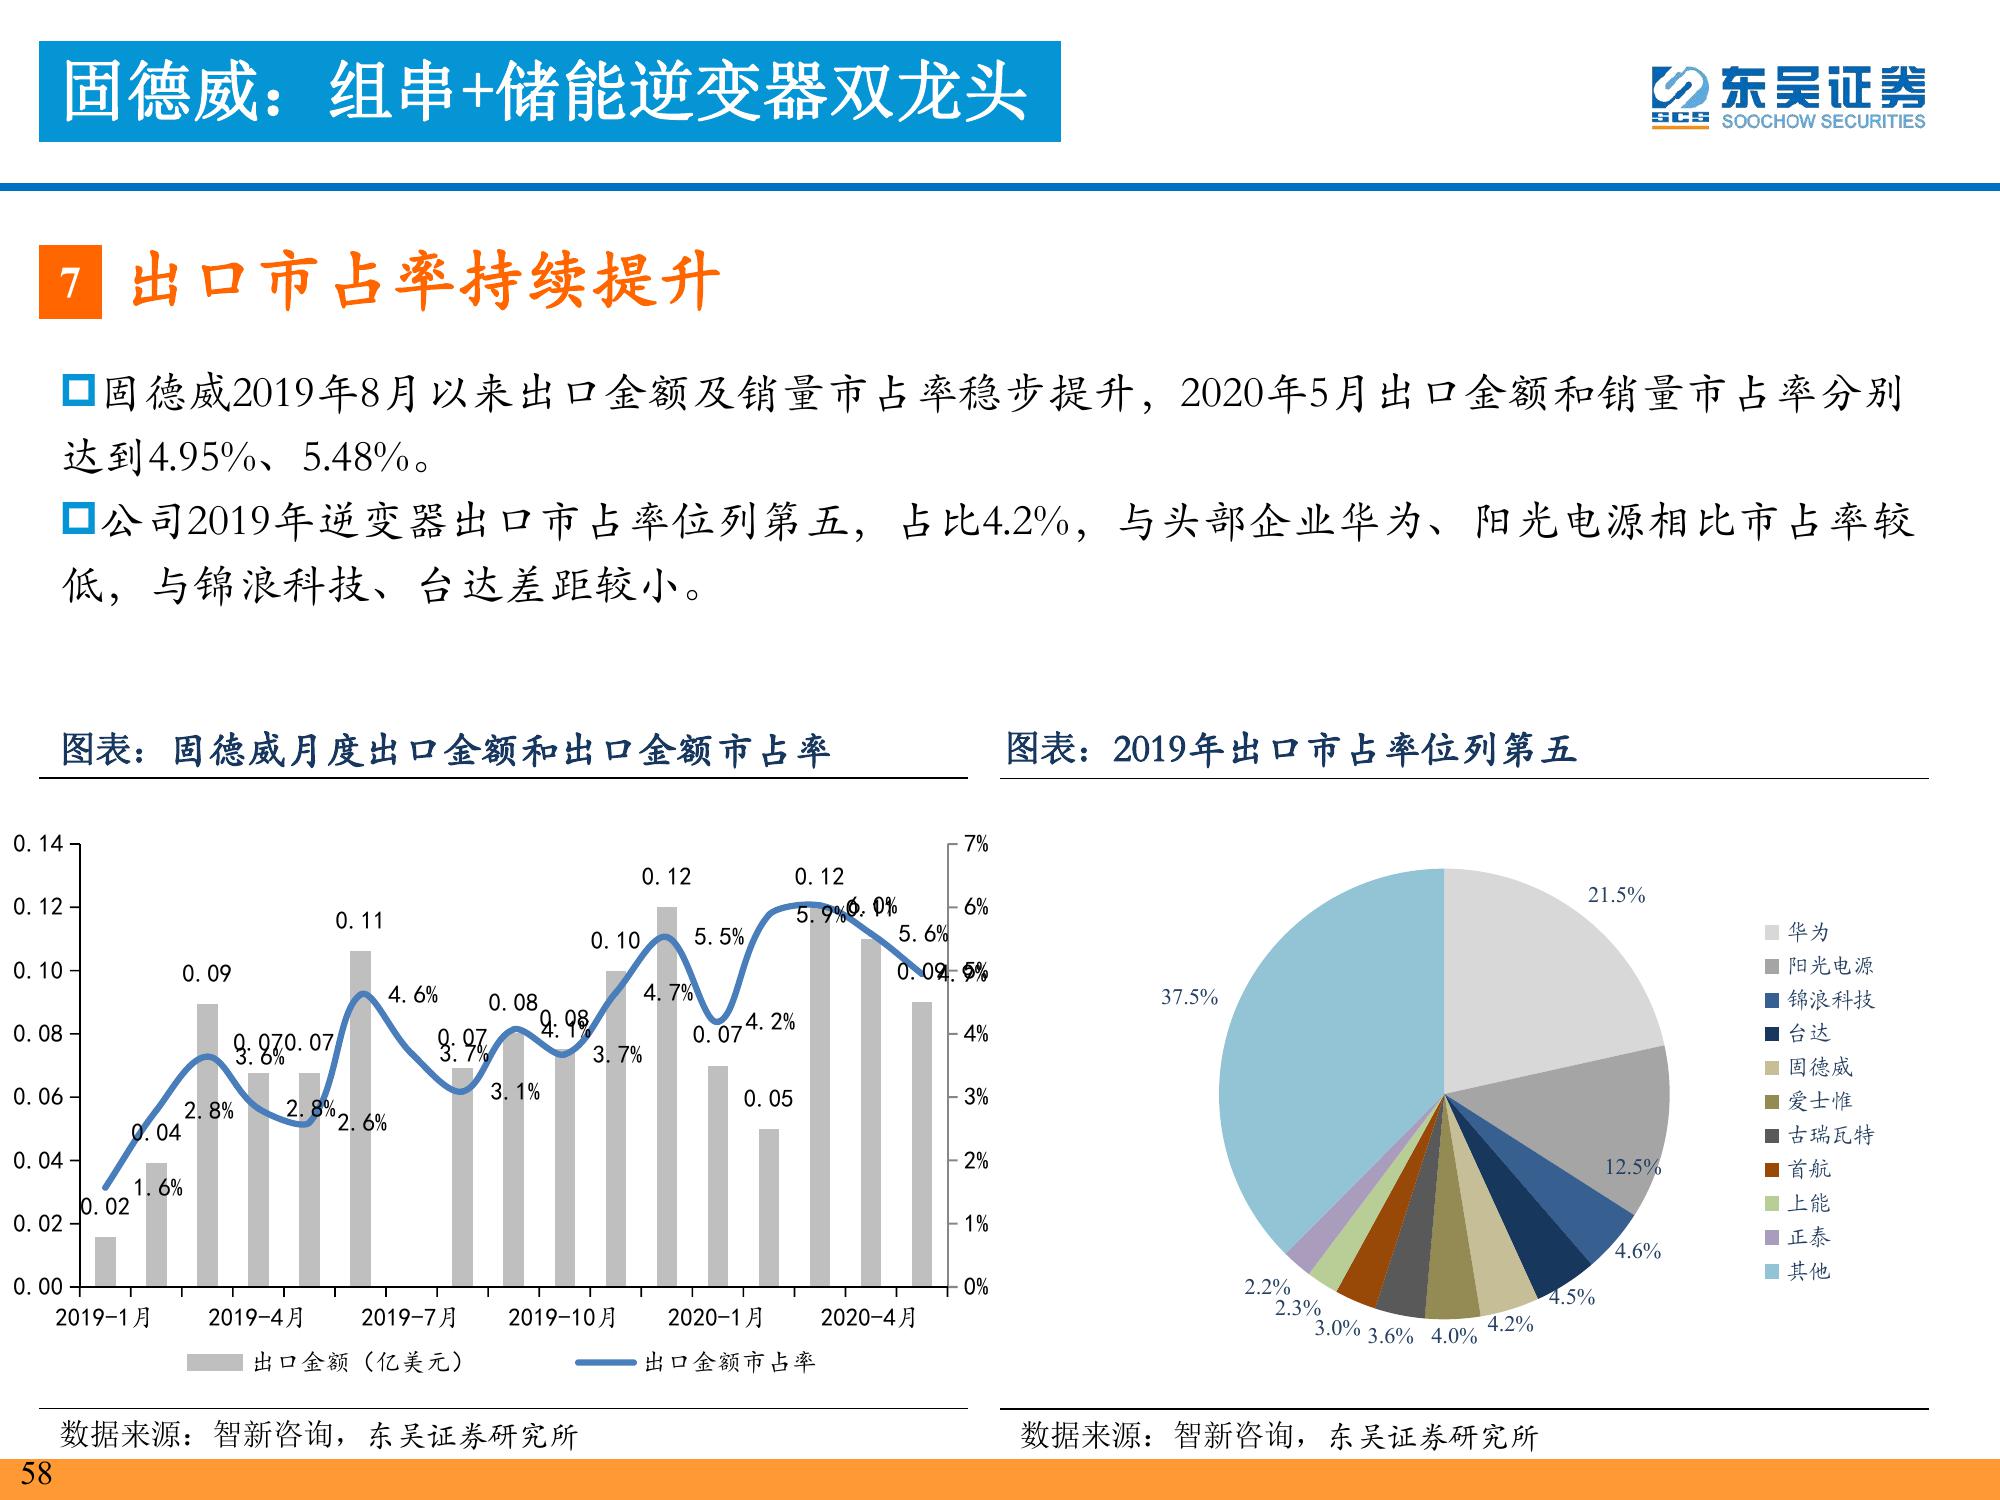 固德威：组串+储能逆变器双龙头
东吴证券
SCS SOOCHOW SECURITIES
7 出口市占率持续提升
固德威2019年8月以来出口金额及销量市占率稳步提升，2020年5月出口金额和销量市占率分别
达到4.95%、5.48%。
公司2019年逆变器出口市占率位列第五，占比4.2%，与头部企业华为、阳光电源相比市占率较
低，与锦浪科技、台达差距较小。
图表：固德威月度出口金额和出口金额市占率
0.14
0.12
0.10
0.08
0.06
0.04
0.02
0.00
7%
6%
5%
4%
3%
2%
1%
0%
0.02
0.04
0.09
0.07
0.07
0.11
0.07
0.08
0.08
0.10
0.12
0.07
0.05
0.12
0.11
0.09
1.6%
2.8%
3.6%
2.8%
2.6%
4.6%
3.7%
3.1%
4.1%
3.7%
4.7%
5.5%
4.2%
5.9%
6.0%
5.6%
4.9%
2019-1月
2019-4月
2019-7月
2019-10月
2020-1月
2020-4月
出口金额（亿美元）
出口金额市占率
数据来源：智新咨询，东吴证券研究所
图表：2019年出口市占率位列第五
21.5%
12.5%
4.6%
4.5%
4.2%
4.0%
3.6%
3.0%
2.3%
2.2%
37.5%
华为
阳光电源
锦浪科技
台达
固德威
爱士惟
古瑞瓦特
首航
上能
正泰
其他
数据来源：智新咨询，东吴证券研究所
58